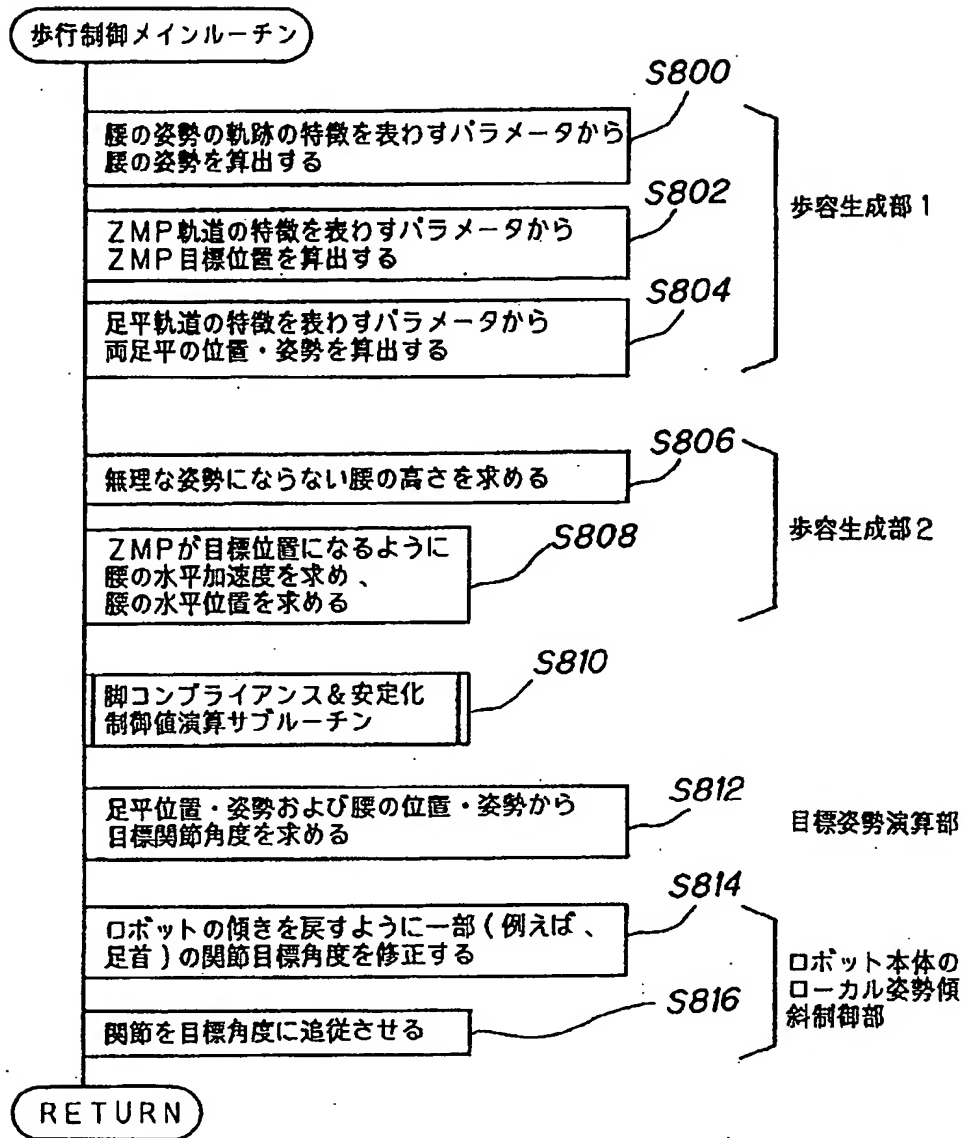 歩行制御メインルーチン
S800
腰の姿勢の軌跡の特徴を表わすパラメータから
腰の姿勢を算出する
S802
ZMP軌道の特徴を表わすパラメータから
ZMP目標位置を算出する
歩容生成部1
S804
足平軌道の特徴を表わすパラメータから
両足平の位置・姿勢を算出する
S806
無理な姿勢にならない腰の高さを求める
歩容生成部2
S808
ZMPが目標位置になるように
腰の水平加速度を求め、
腰の水平位置を求める
S810
脚コンプライアンス&安定化
制御値演算サブルーチン
S812
足平位置・姿勢および腰の位置・姿勢から
目標関節角度を求める
目標姿勢演算部
S814
ロボットの傾きを戻すように一部(例えば、
足首)の関節目標角度を修正する
ロボット本体の
ローカル姿勢傾
斜制御部
S816
関節を目標角度に追従させる
RETURN